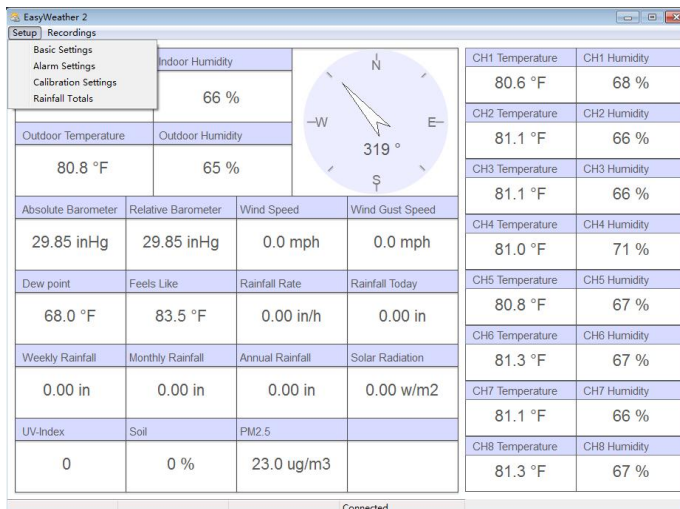 EasyWeather 2
Setup Recordings
Basic Settings
Alarm Settings
Calibration Settings
Rainfall Totals
Indoor Humidity
66 %
Outdoor Temperature Outdoor Humidity
80.8 °F 65 %
N
W E
S
319 °
Absolute Barometer Relative Barometer Wind Speed Wind Gust Speed
29.85 inHg 29.85 inHg 0.0 mph 0.0 mph
Dew point Feels Like Rainfall Rate Rainfall Today
68.0 °F 83.5 °F 0.00 in/h 0.00 in
Weekly Rainfall Monthly Rainfall Annual Rainfall Solar Radiation
0.00 in 0.00 in 0.00 in 0.00 w/m2
UV-Index Soil PM2.5
0 0 % 23.0 ug/m3
CH1 Temperature CH1 Humidity
80.6 °F 68 %
CH2 Temperature CH2 Humidity
81.1 °F 66 %
CH3 Temperature CH3 Humidity
81.1 °F 66 %
CH4 Temperature CH4 Humidity
81.0 °F 71 %
CH5 Temperature CH5 Humidity
80.8 °F 67 %
CH6 Temperature CH6 Humidity
81.3 °F 67 %
CH7 Temperature CH7 Humidity
81.1 °F 66 %
CH8 Temperature CH8 Humidity
81.3 °F 67 %
Connected